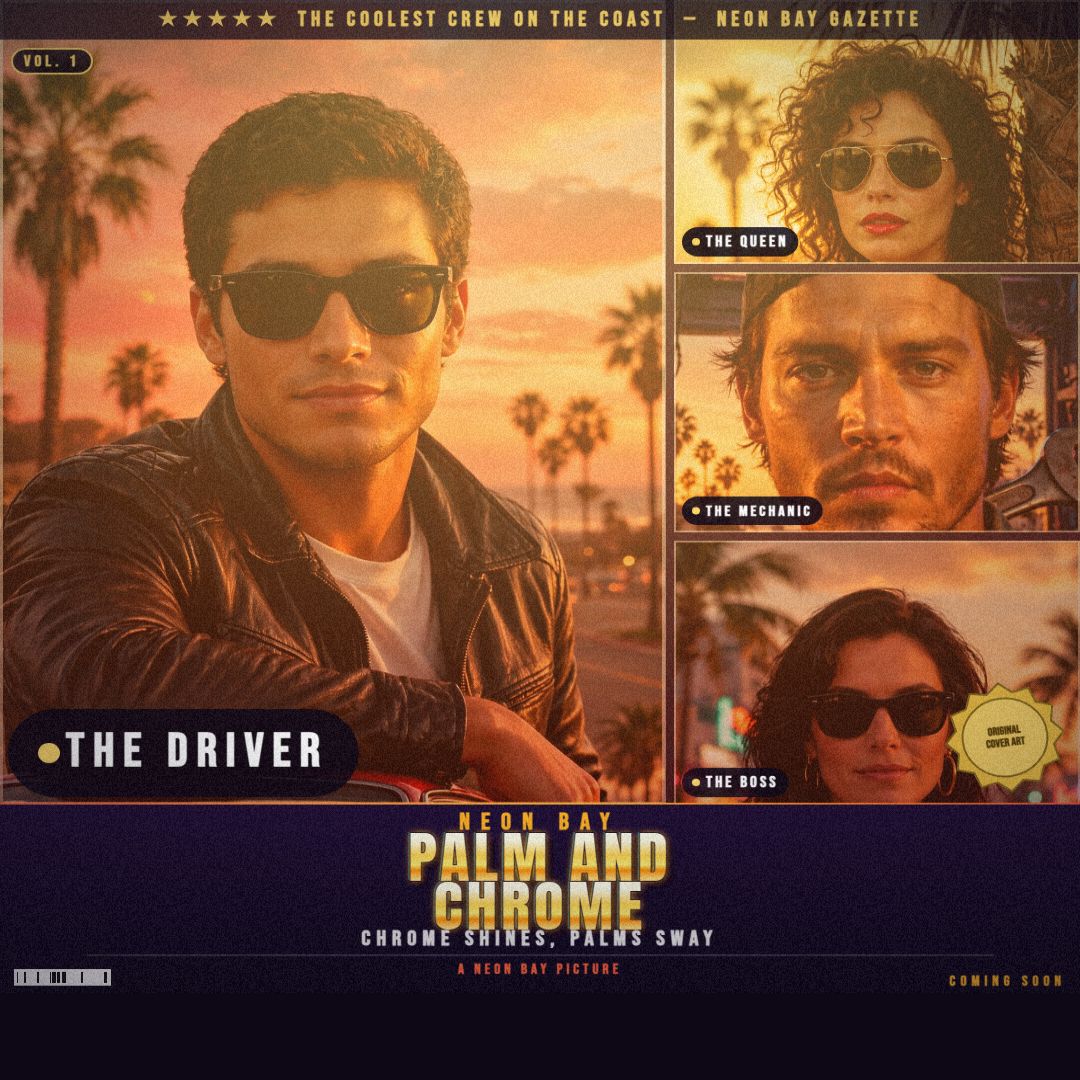 ★★★★★ THE COOLEST CREW ON THE COAST — NEON BAY GAZETTE
VOL. 1
THE QUEEN
THE MECHANIC
THE DRIVER
THE BOSS
ORIGINAL
COVER ART
NEON BAY
PALM AND
CHROME
CHROME SHINES, PALMS SWAY
A NEON BAY PICTURE
COMING SOON